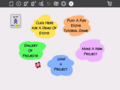 Click Here
for A Demo Of
Etoys
Play A Fun
Etoys
Tutorial Game
Gallery
Of
Projects
Make A New
Project
Load
A
Project